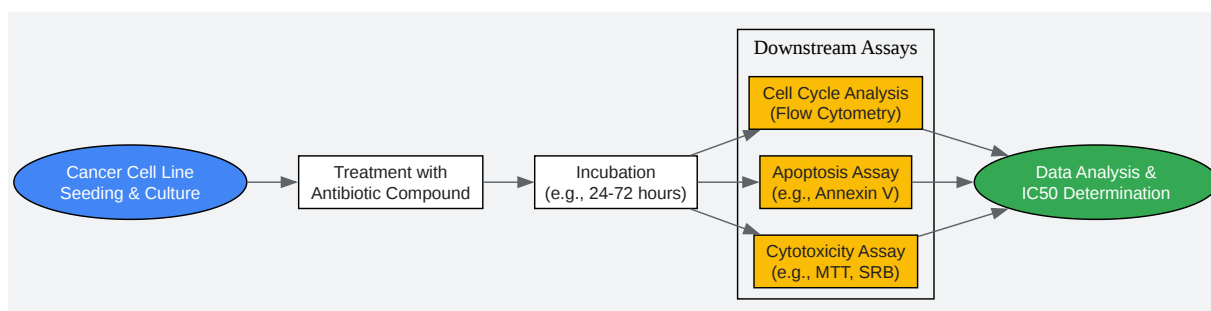 Cancer Cell Line
Seeding & Culture
Treatment with
Antibiotic Compound
Incubation
(e.g., 24-72 hours)
Downstream Assays
Cell Cycle Analysis
(Flow Cytometry)
Apoptosis Assay
(e.g., Annexin V)
Cytotoxicity Assay
(e.g., MTT, SRB)
Data Analysis &
IC50 Determination